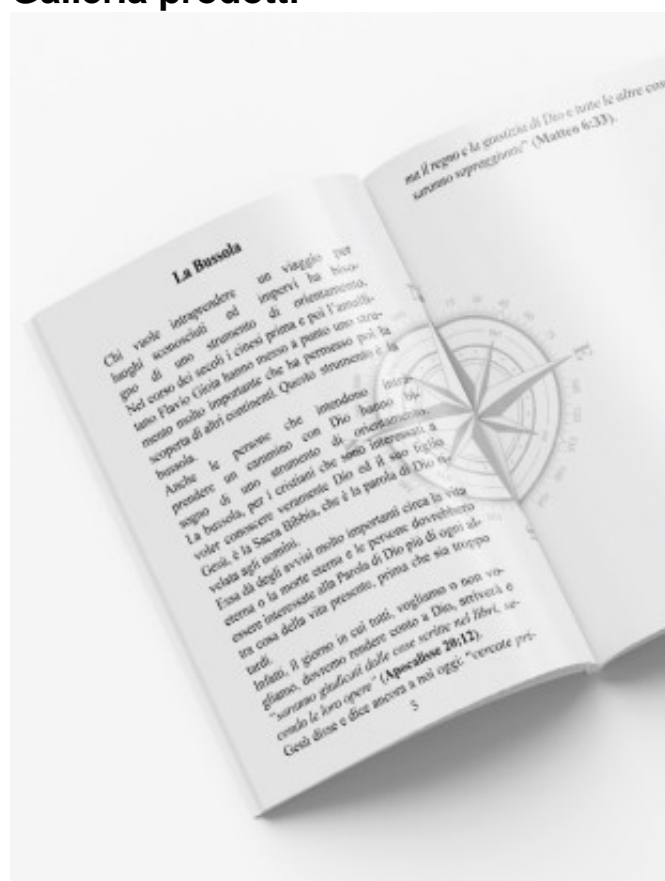 Galleria prodotti
La Bussola
Chi vuole intraprendere un viaggio per
luoghi sconosciuti ed impervi ha biso-
gno di uno strumento di orientamento.
Nel corso dei secoli i cinesi prima e poi l'amalfi-
tano Flavio Gioia hanno messo a punto uno stru-
mento molto importante che ha permesso poi la
scoperta di altri continenti. Questo strumento è la
bussola.
Anche le persone che intendono intra-
prendere un cammino con Dio hanno bi-
sogno di uno strumento di orientamento.
La bussola, per i cristiani che sono interessati a
voler conoscere veramente Dio ed il suo figlio
Gesù, è la Sacra Bibbia, che è la parola di Dio ri-
velata agli uomini.
Essa dà degli avvisi molto importanti circa la vita
eterna o la morte eterna e le persone dovrebbero
essere interessate alla Parola di Dio più di ogni al-
tra cosa della vita presente, prima che sia troppo
tardi.
Infatti, il giorno in cui tutti, vogliamo o non vo-
gliamo, dovremo rendere conto a Dio, arriverà e
"saranno giudicati dalle cose scritte nei libri, se-
condo le loro opere" (Apocalisse 20:12).
Gesù disse e dice ancora a noi oggi: "cercate pri-
5
ma il regno e la giustizia di Dio e tutte le altre cose
saranno sopraggiunte" (Matteo 6:33).
E